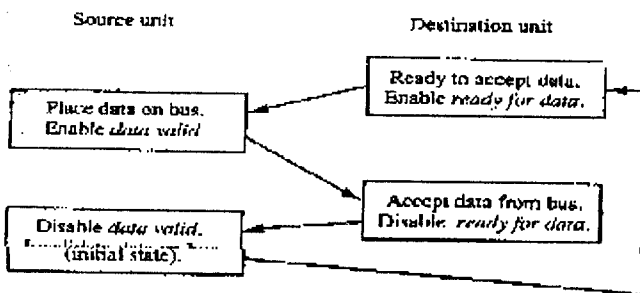 Source unit
Destination unit
Ready to accept data.
Enable ready for data.
Place data on bus.
Enable data valid
Accept data from bus.
Disable ready for data.
Disable data valid.
(initial state).